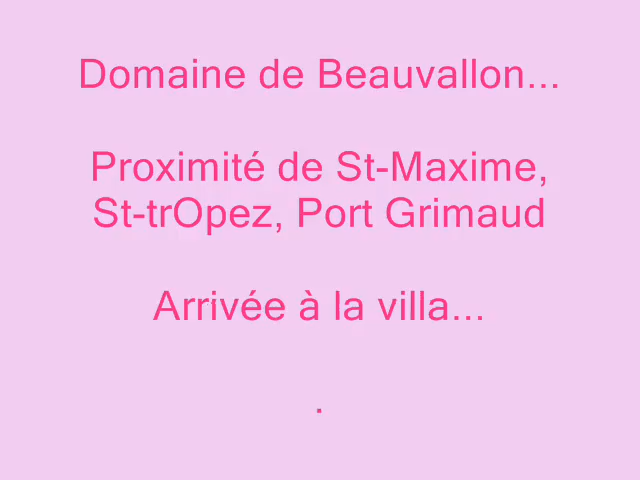 Domaine de Beauvallon...
Proximité de St-Maxime,
St-trOpez, Port Grimaud
Arrivée à la villa...
.